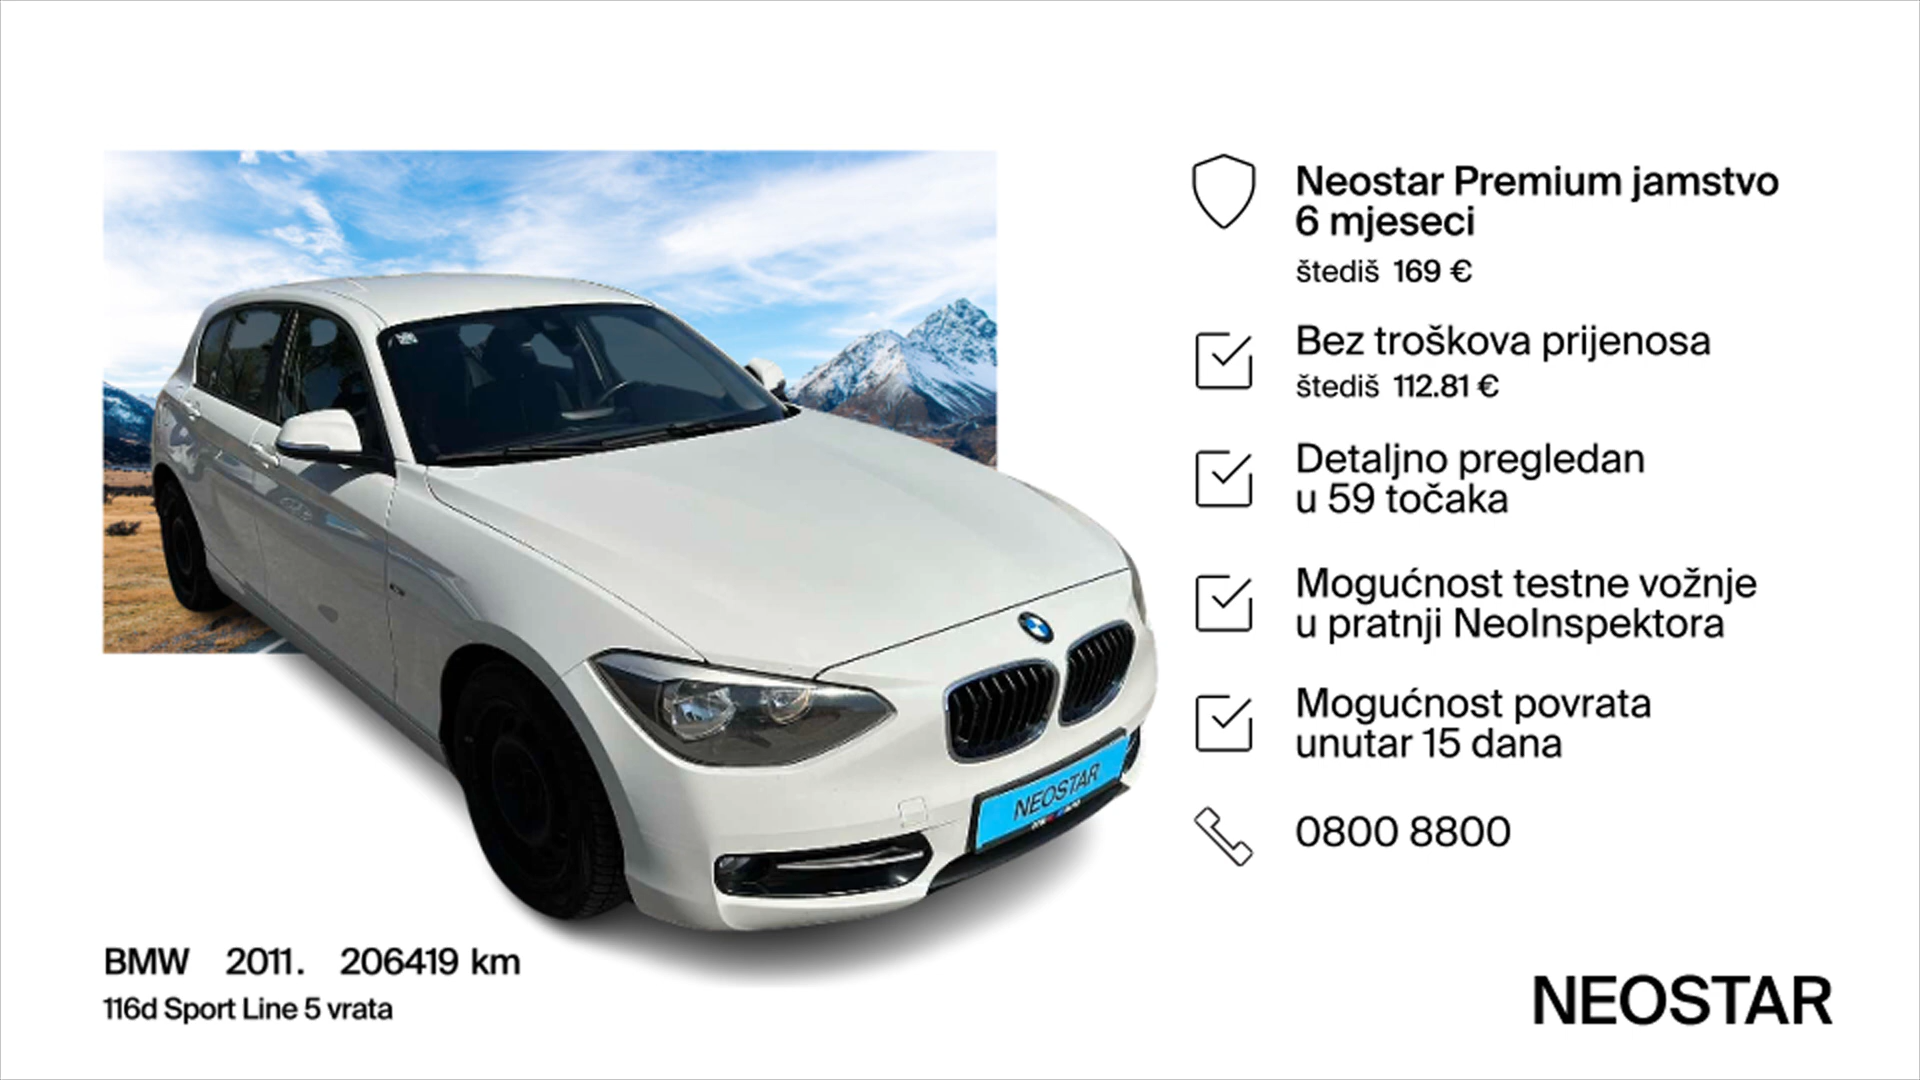 Neostar Premium jamstvo
6 mjeseci
štediš 169 €
Bez troškova prijenosa
štediš 112.81 €
Detaljno pregledan
u 59 točaka
Mogućnost testne vožnje
u pratnji NeoInspektora
Mogućnost povrata
unutar 15 dana
0800 8800
NEOSTAR
BMW 2011. 206419 km
116d Sport Line 5 vrata
NEOSTAR